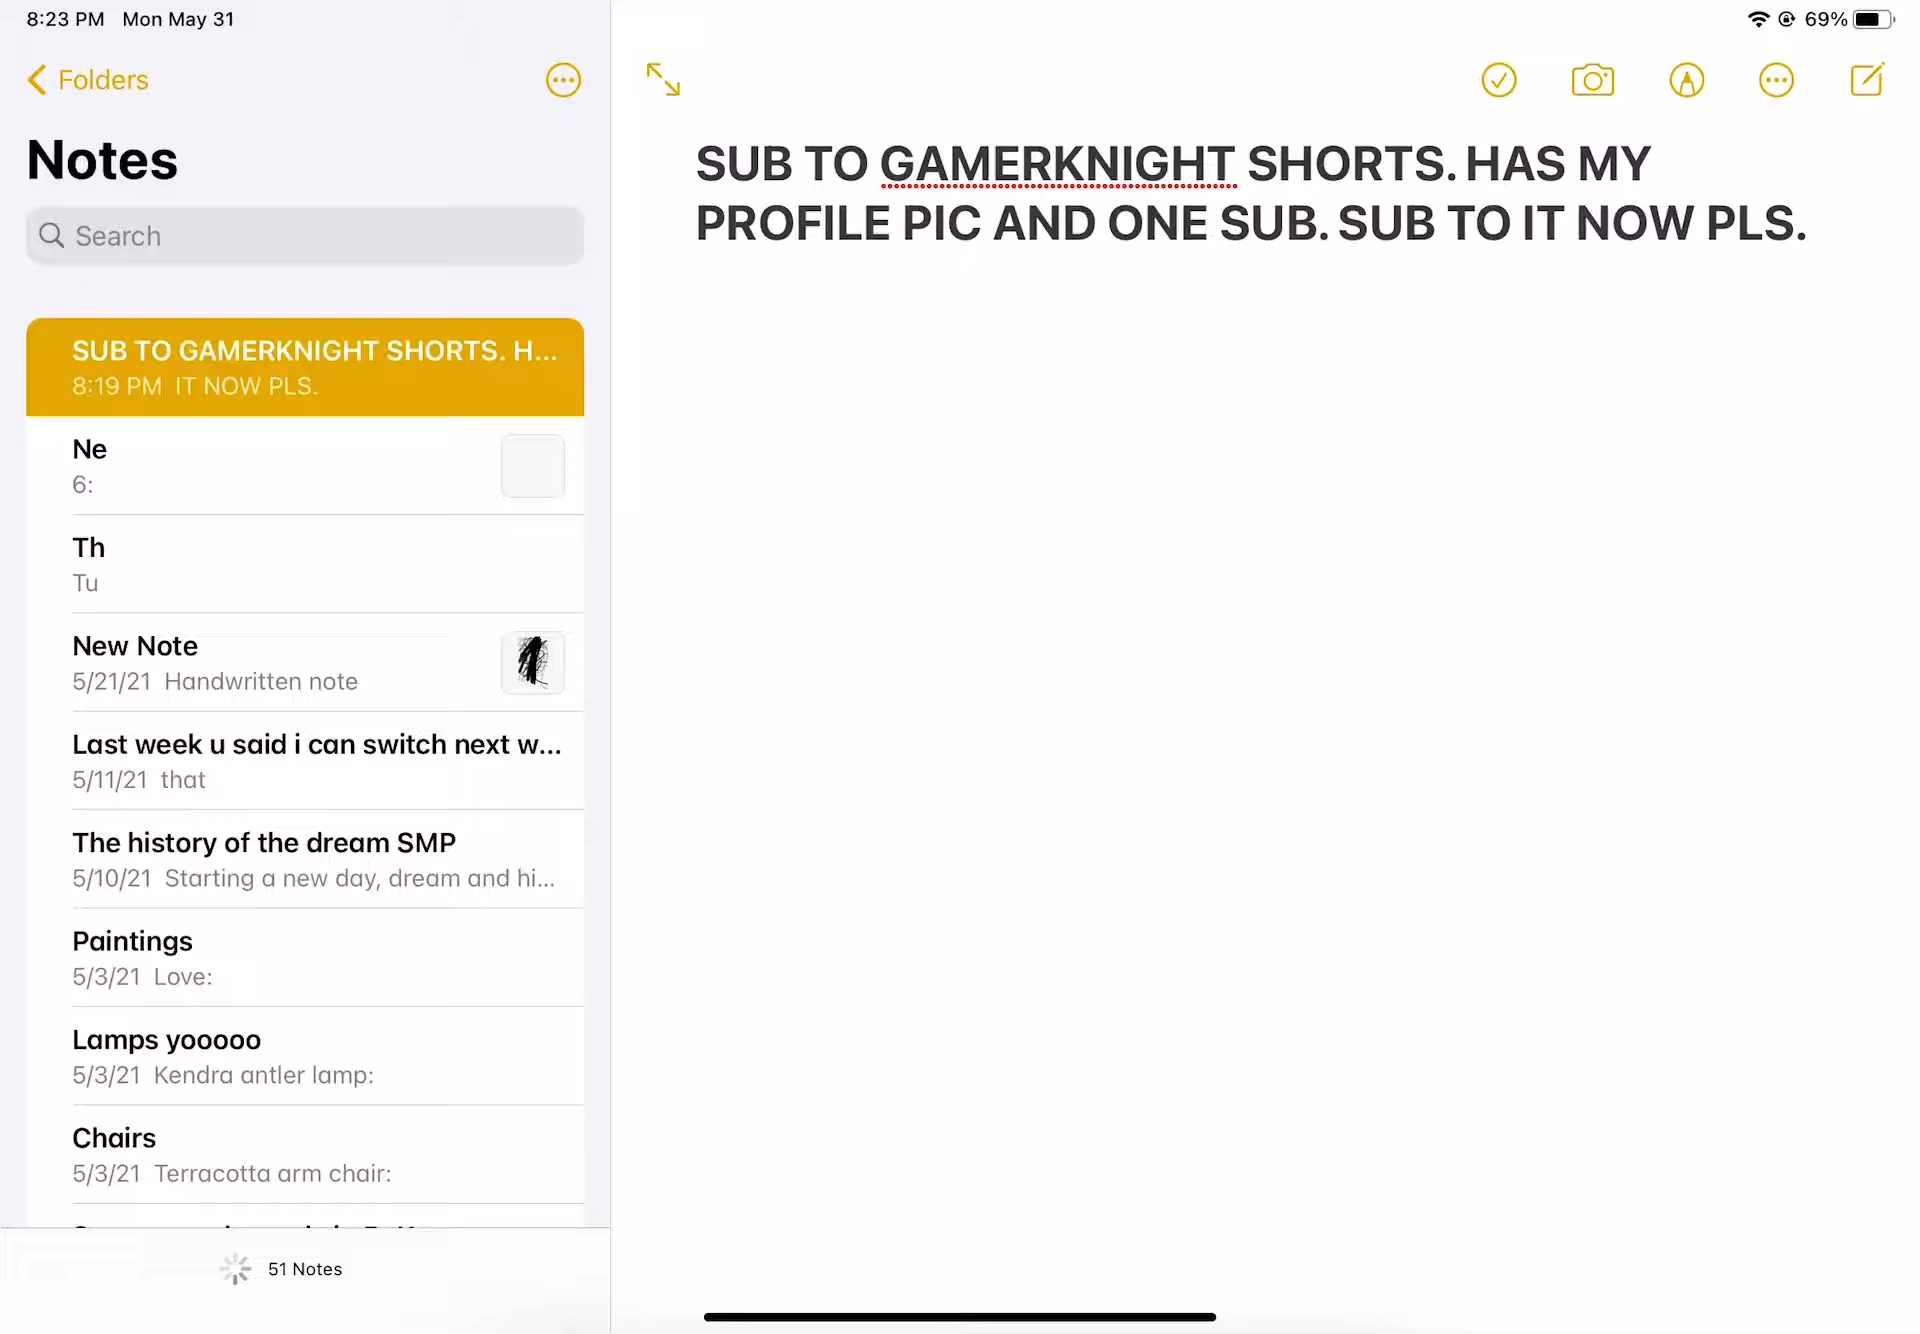 8:23 PM Mon May 31
69%
Folders
Notes
Search
SUB TO GAMERKNIGHT SHORTS. H...
8:19 PM IT NOW PLS.
Ne
6:
Th
Tu
New Note
5/21/21 Handwritten note
Last week u said i can switch next w...
5/11/21 that
The history of the dream SMP
5/10/21 Starting a new day, dream and hi...
Paintings
5/3/21 Love:
Lamps yooooo
5/3/21 Kendra antler lamp:
Chairs
5/3/21 Terracotta arm chair:
51 Notes
SUB TO GAMERKNIGHT SHORTS. HAS MY
PROFILE PIC AND ONE SUB. SUB TO IT NOW PLS.